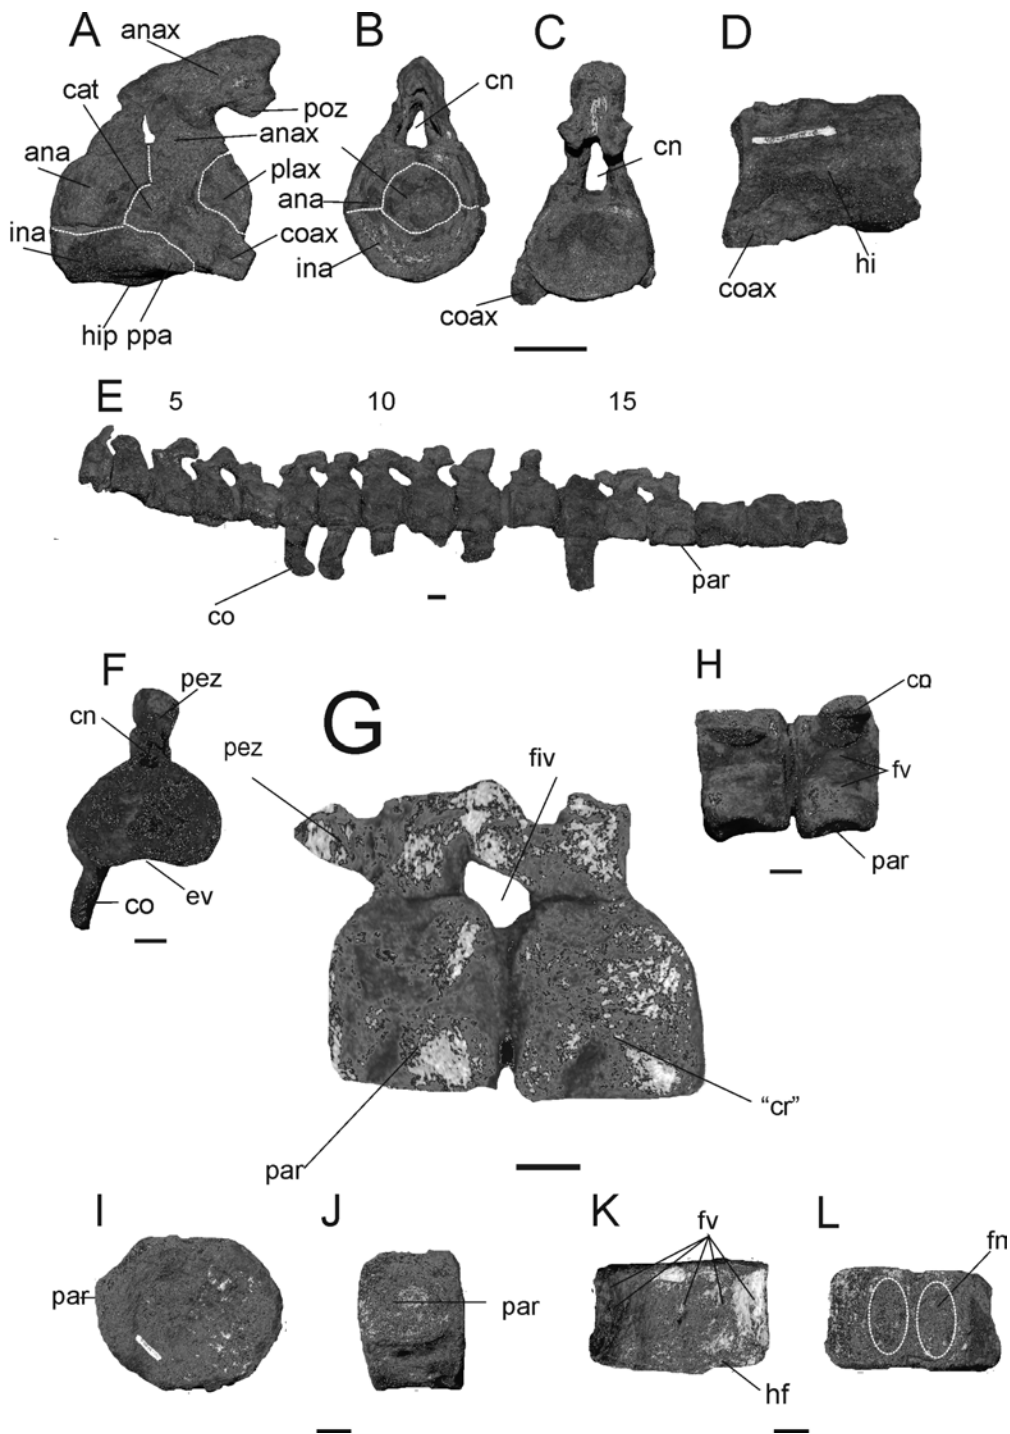 A
anax
cat
ana
ina
hip ppa
poz
anax
plax
coax
B
cn
ana
ina
C
cn
coax
D
hi
coax
E
5
10
15
co
par
F
pez
cn
ev
co
G
pez
fiv
par
“cr”
H
cn
fv
par
I
par
J
par
K
fv
hf
L
fn